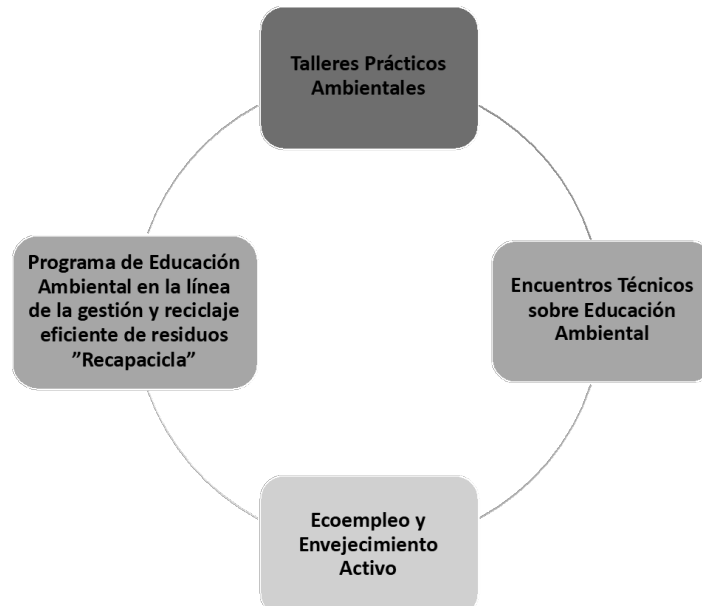 Talleres Prácticos
Ambientales
Programa de Educación
Ambiental en la línea
de la gestión y reciclaje
eficiente de residuos
”Recapacicla”
Encuentros Técnicos
sobre Educación
Ambiental
Ecoempleo y
Envejecimiento
Activo